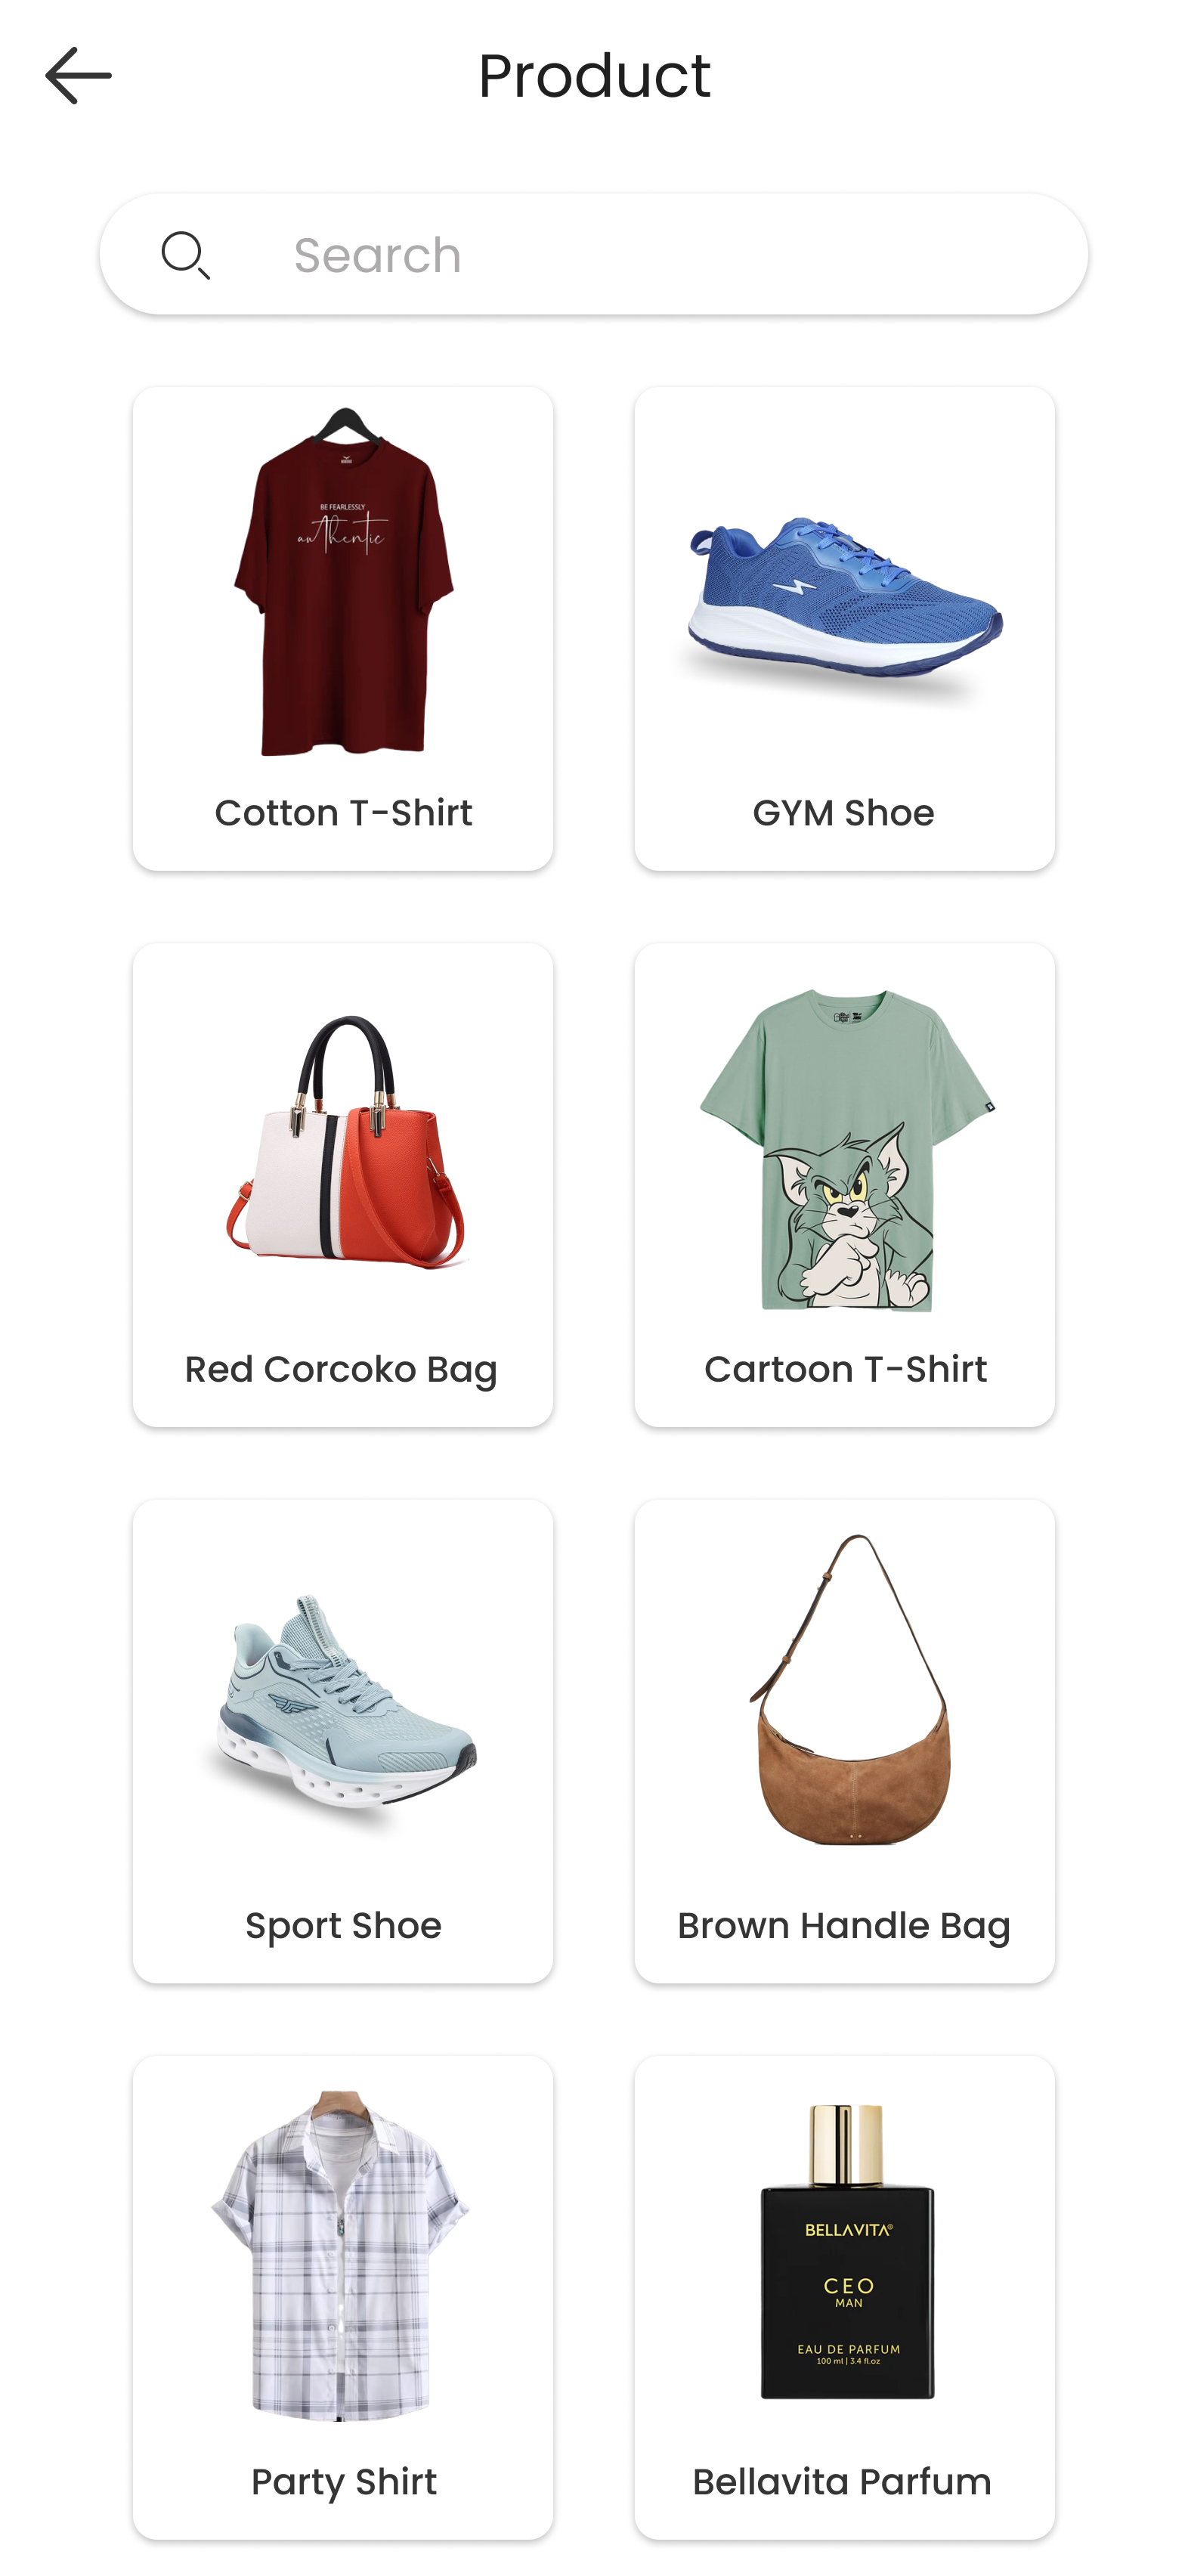 Product
Search
BE FEARLESSLY
authentic
Cotton T-Shirt
GYM Shoe
Red Corcoko Bag
Cartoon T-Shirt
Sport Shoe
Brown Handle Bag
BELLAVITA®
CEO
MAN
EAU DE PARFUM
100 ml | 3.4 fl.oz
Party Shirt
Bellavita Parfum